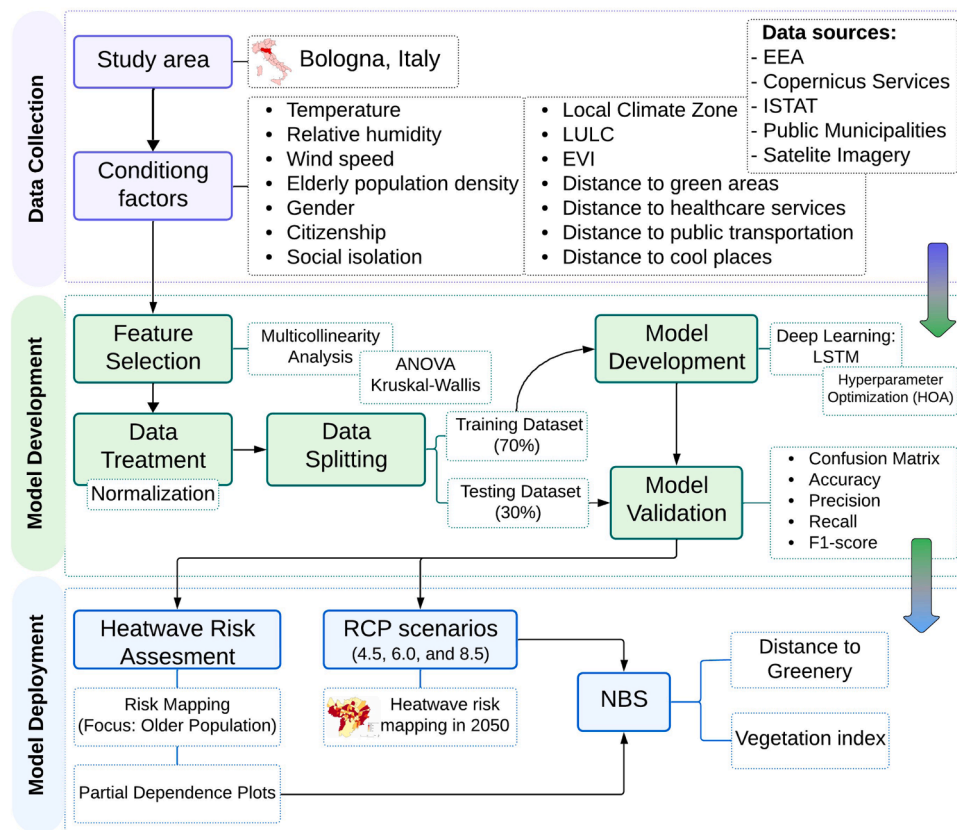 Data Collection
Study area
Bologna, Italy
Data sources:
- EEA
- Copernicus Services
- ISTAT
- Public Municipalities
- Satelite Imagery
Conditiong
factors
• Temperature
• Relative humidity
• Wind speed
• Elderly population density
• Gender
• Citizenship
• Social isolation
• Local Climate Zone
• LULC
• EVI
• Distance to green areas
• Distance to healthcare services
• Distance to public transportation
• Distance to cool places
Model Development
Feature
Selection
Multicollinearity
Analysis
ANOVA
Kruskal-Wallis
Data
Treatment
Normalization
Data
Splitting
Training Dataset
(70%)
Testing Dataset
(30%)
Model
Development
Deep Learning:
LSTM
Hyperparameter
Optimization (HOA)
Model
Validation
• Confusion Matrix
• Accuracy
• Precision
• Recall
• F1-score
Model Deployment
Heatwave Risk
Assesment
Risk Mapping
(Focus: Older Population)
Partial Dependence Plots
RCP scenarios
(4.5, 6.0, and 8.5)
Heatwave risk
mapping in 2050
NBS
Distance to
Greenery
Vegetation index